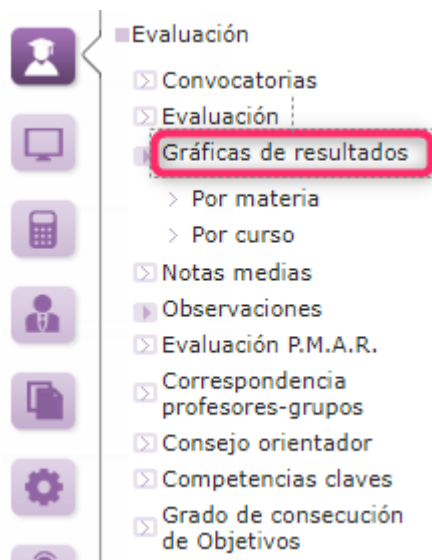 Evaluación
Convocatorias
Evaluación
Gráficas de resultados
Por materia
Por curso
Notas medias
Observaciones
Evaluación P.M.A.R.
Correspondencia
profesores-grupos
Consejo orientador
Competencias claves
Grado de consecución
de Objetivos